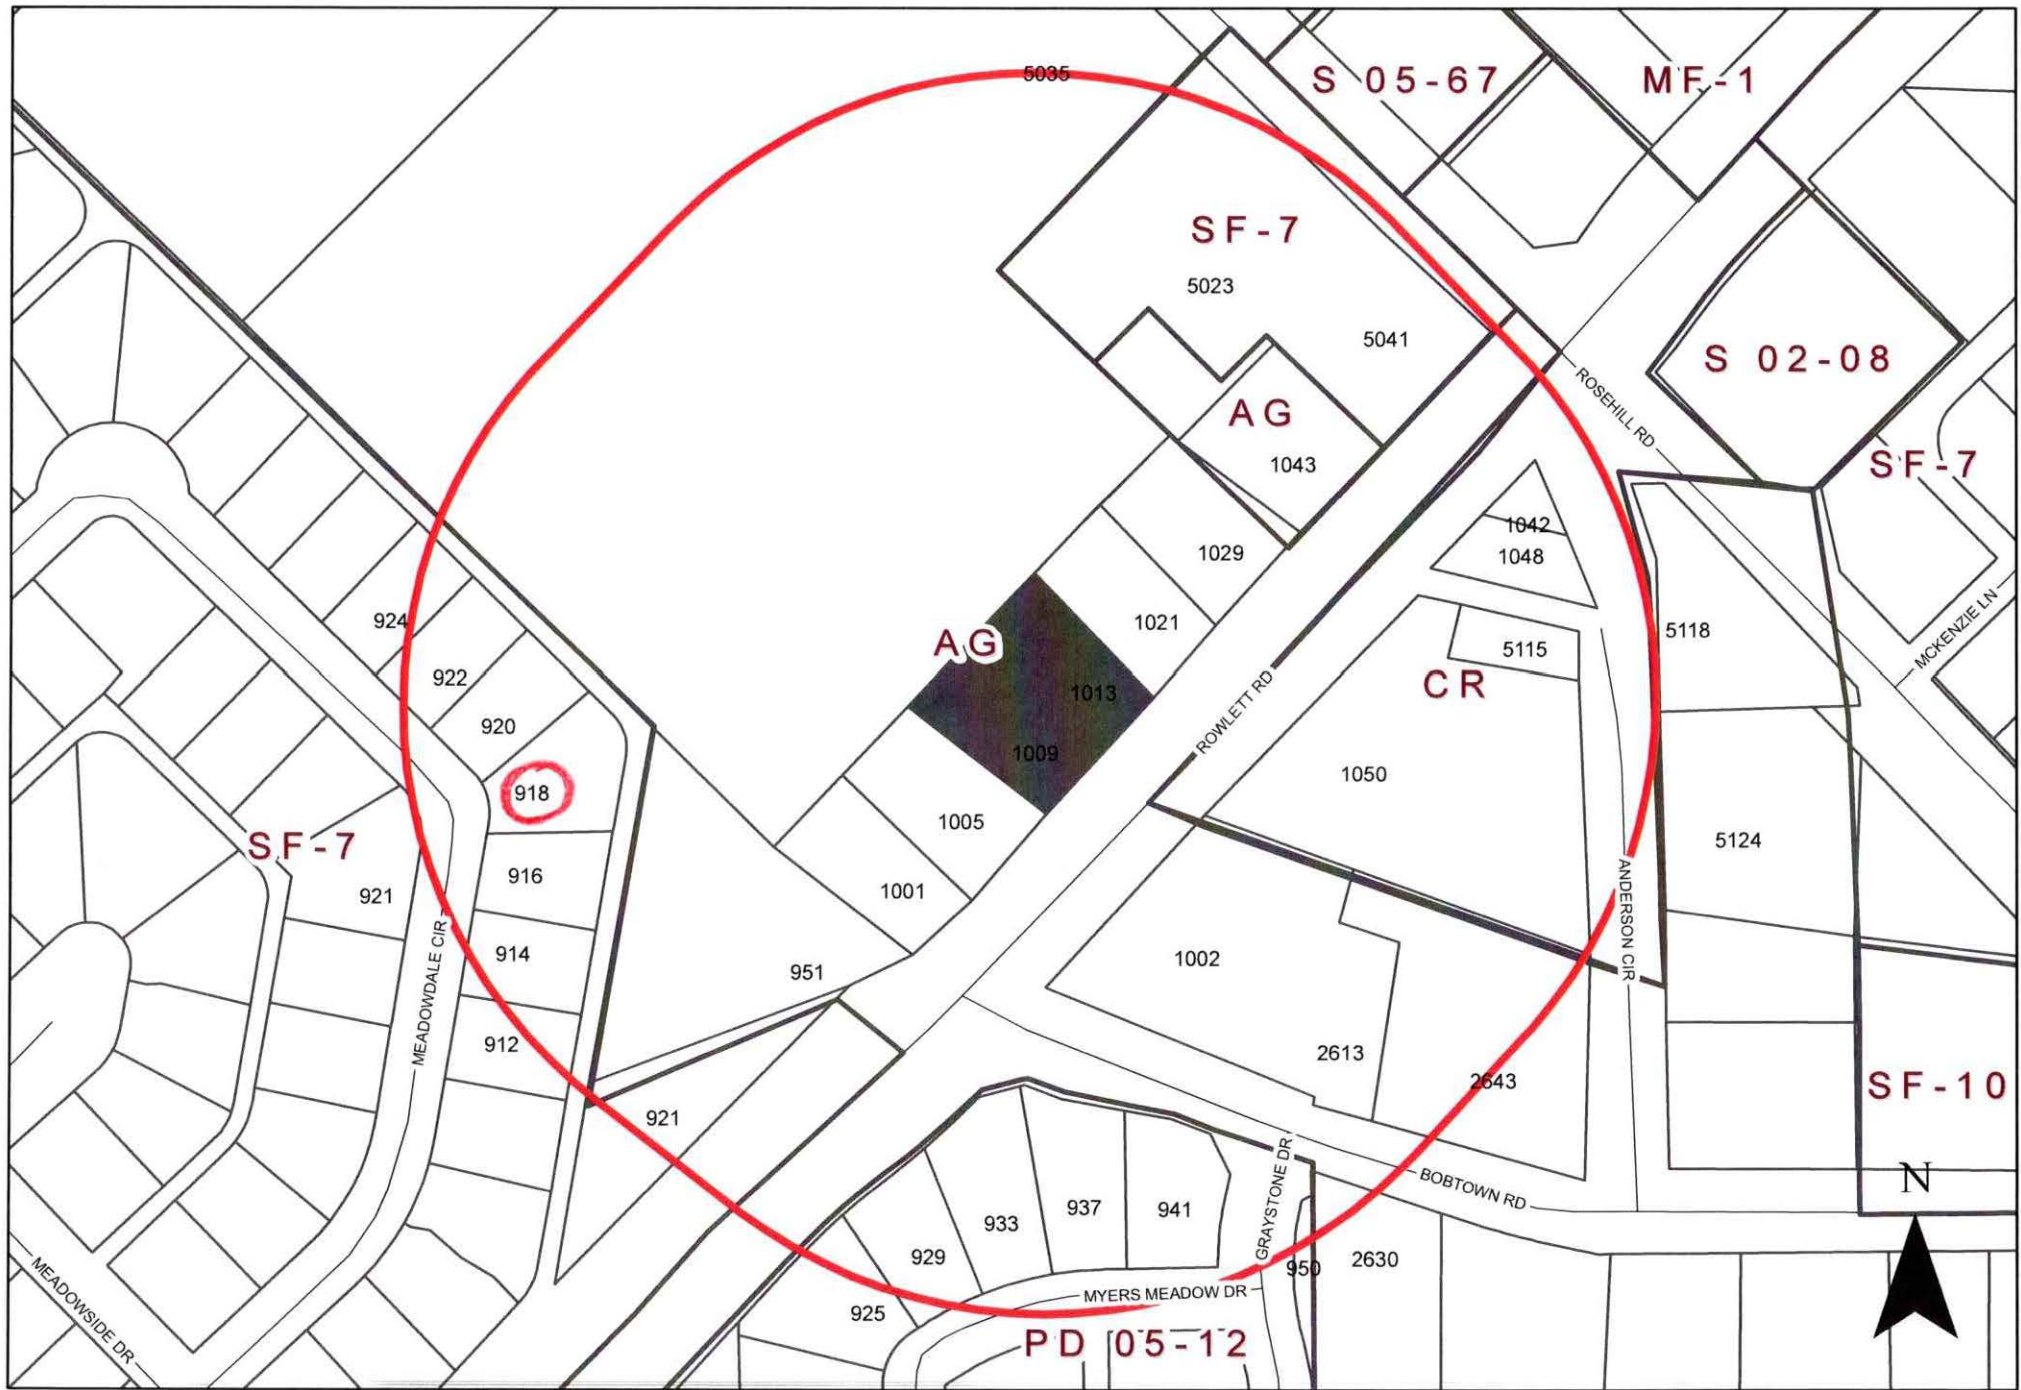 5035
S 05-67
MF-1
SF-7
5023
5041
S 02-08
ROSEHILL RD
AG
1043
SF-7
1042
1048
1029
924
1021
5118
5115
MCKENZIE LN
AG
922
1013
CR
ROWLETT RD
920
1009
1050
918
1005
5124
SF-7
916
921
1001
ANDERSON CIR
MEADOWDALE CIR
914
951
1002
912
2613
2643
SF-10
921
N
BOBTOWN RD
GRAYSTONE DR
933
937
941
929
950
2630
MYERS MEADOW DR
925
MEADOWSIDE DR
PD 05-12